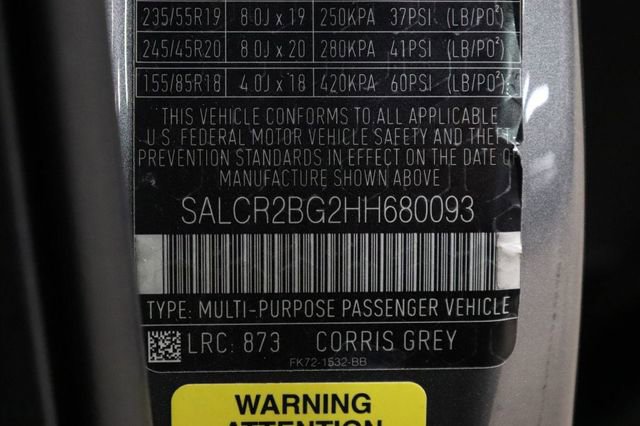 235/55R19 8.0J x 19 250KPA 37PSI (LB/PO²)
245/45R20 8.0J x 20 280KPA 41PSI (LB/PO²)
155/85R18 4.0J x 18 420KPA 60PSI (LB/PO²)
THIS VEHICLE CONFORMS TO ALL APPLICABLE
U.S. FEDERAL MOTOR VEHICLE SAFETY AND THEFT
PREVENTION STANDARDS IN EFFECT ON THE DATE OF
MANUFACTURE SHOWN ABOVE
SALCR2BG2HH680093
TYPE: MULTI-PURPOSE PASSENGER VEHICLE
LRC: 873 CORRIS GREY
FK72-1532-BB
WARNING
ATTENTION